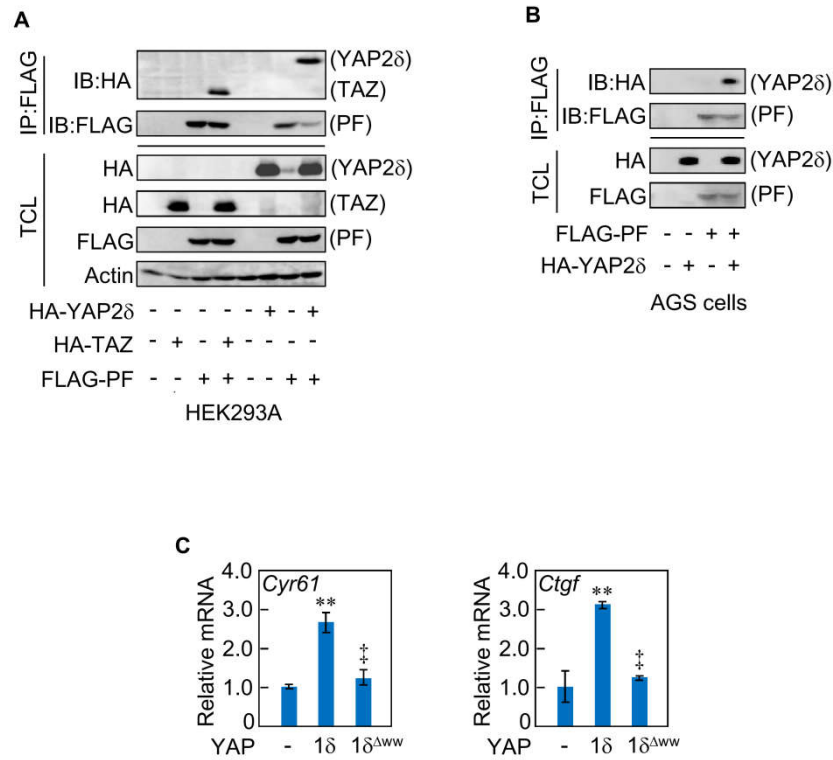 A
IP:FLAG
IB:HA
(YAP2δ)
(TAZ)
IB:FLAG
(PF)
TCL
HA
(YAP2δ)
HA
(TAZ)
FLAG
(PF)
Actin
HA-YAP2δ - - - - - + - +
HA-TAZ - + - + - - - -
FLAG-PF - - + + - - + +
HEK293A
B
IP:FLAG
IB:HA
(YAP2δ)
IB:FLAG
(PF)
TCL
HA
(YAP2δ)
FLAG
(PF)
FLAG-PF - - + +
HA-YAP2δ - + - +
AGS cells
C
Relative mRNA
4.0
3.0
2.0
1.0
0
Cyr61
**
‡
YAP - 1δ 1δΔww
Relative mRNA
4.0
3.0
2.0
1.0
0
Ctgf
**
‡
YAP - 1δ 1δΔww